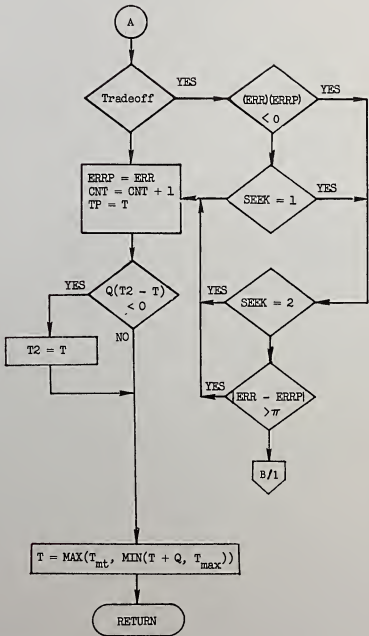 A
Tradeoff
YES
(ERR)(ERRP)
< 0
YES
ERRP = ERR
CNT = CNT + 1
TP = T
SEEK = 1
YES
YES
Q(T2 - T)
< 0
NO
T2 = T
YES
SEEK = 2
YES
|ERR - ERRP|
>π
B/1
T = MAX(T_mt, MIN(T + Q, T_max))
RETURN